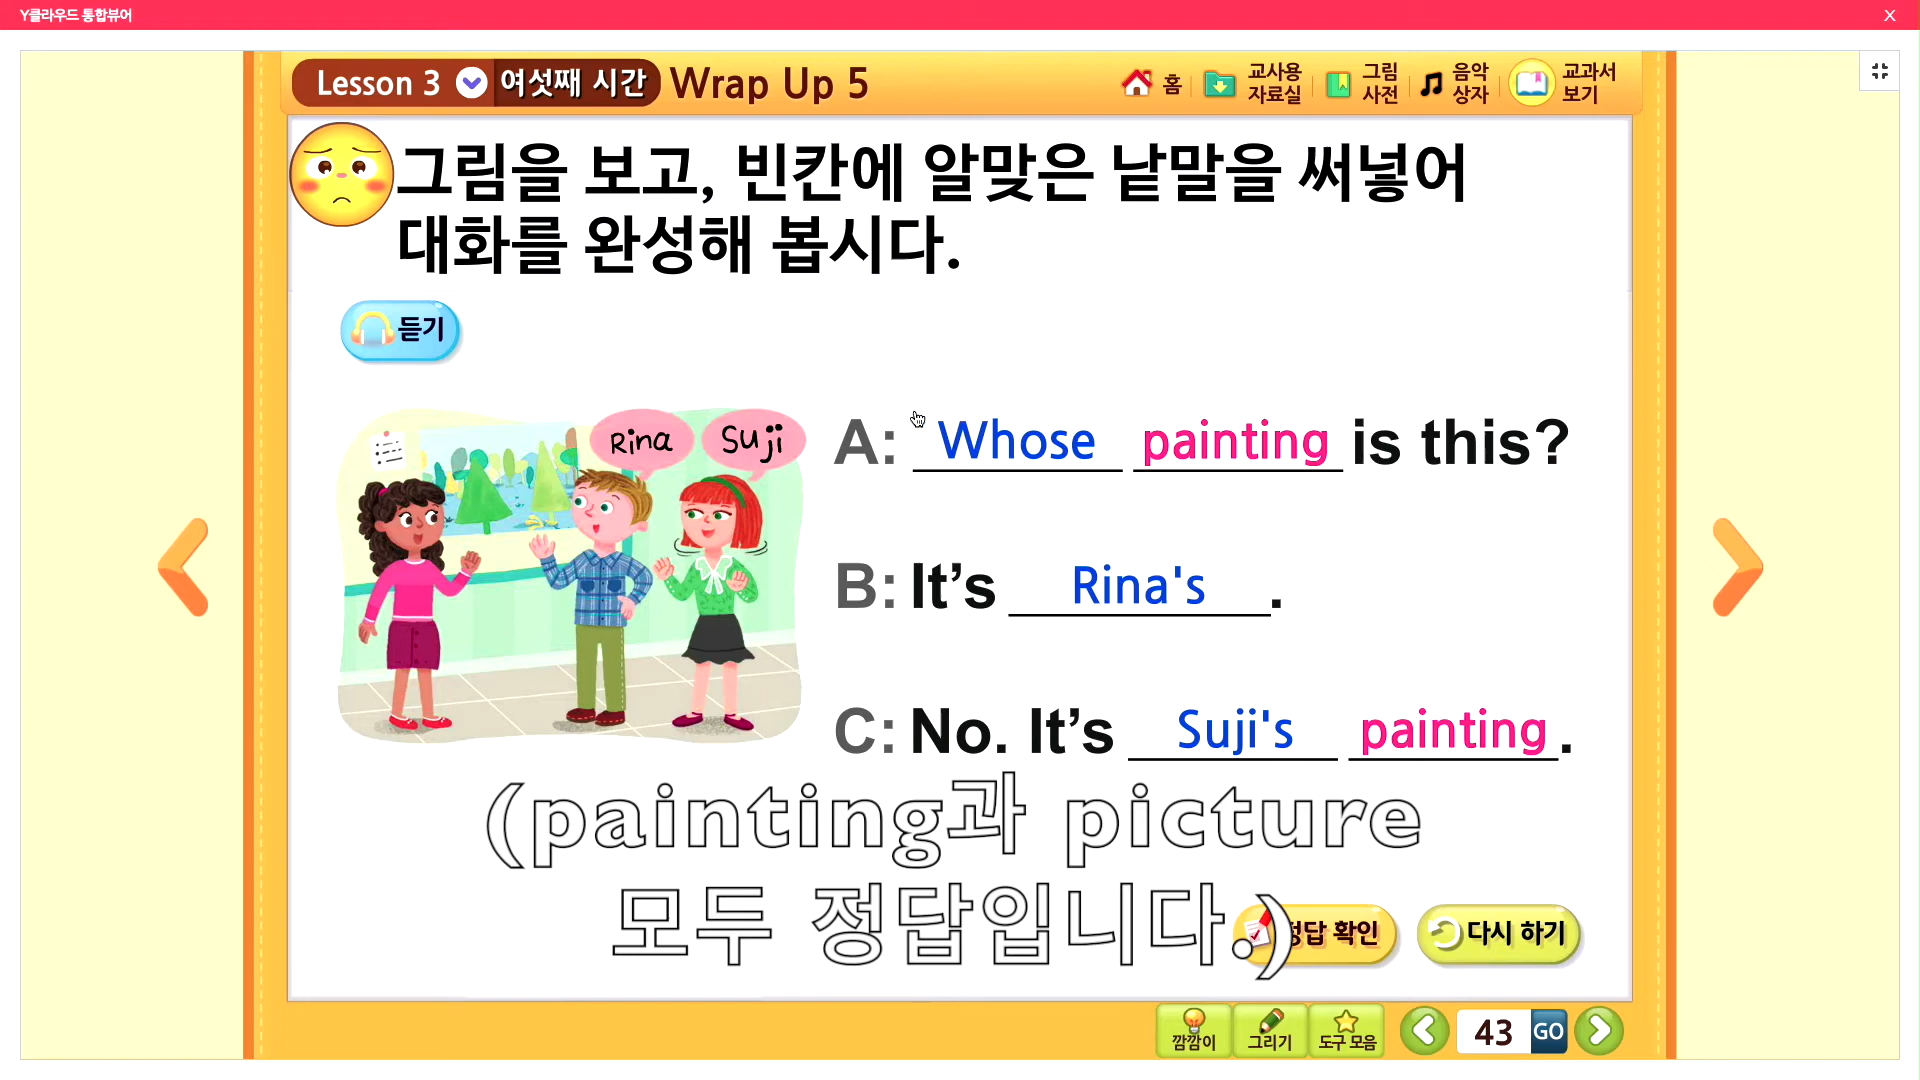 Y클라우드 통합뷰어
X
Lesson 3 여섯째 시간 Wrap Up 5
홈
교사용 자료실
그림 사전
음악 상자
교과서 보기
그림을 보고, 빈칸에 알맞은 낱말을 써넣어
대화를 완성해 봅시다.
듣기
Rina
Suji
A: Whose painting is this?
B: It's Rina's.
C: No. It's Suji's painting.
(painting과 picture
모두 정답입니다.)
정답 확인
다시 하기
깜깜이
그리기
도구 모음
43
GO